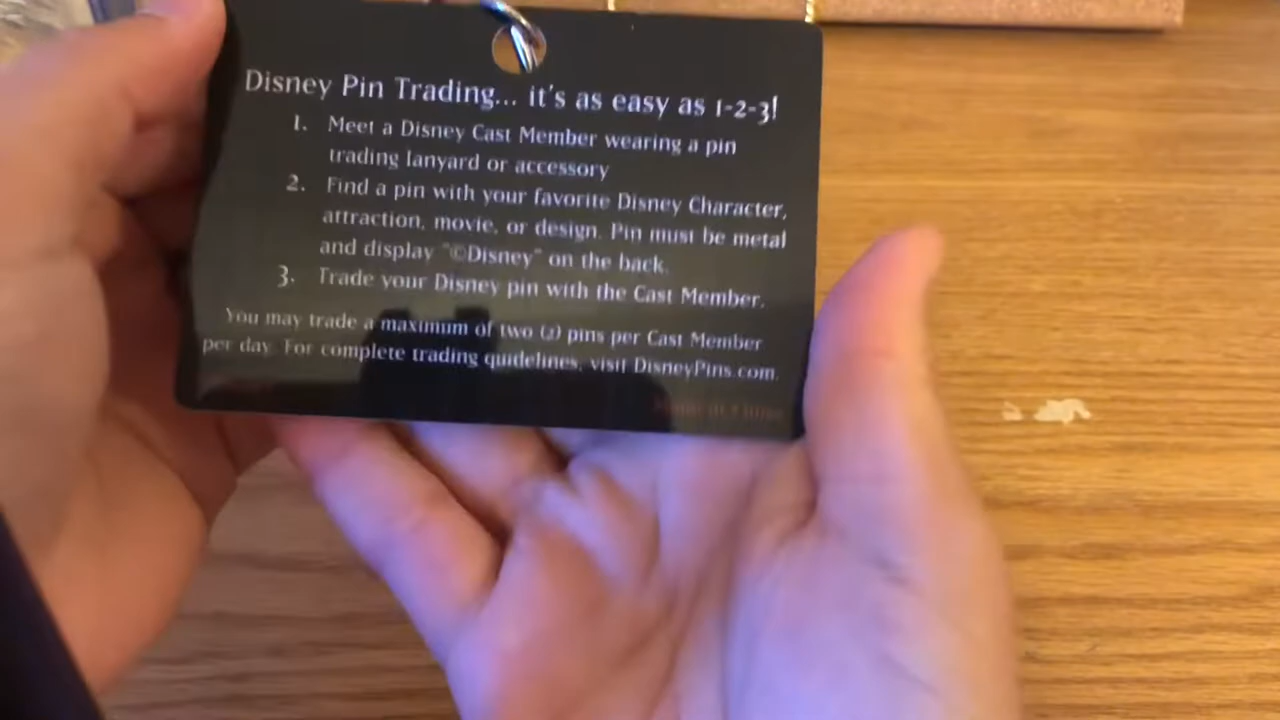 Disney Pin Trading... it's as easy as 1-2-3!
1. Meet a Disney Cast Member wearing a pin
trading lanyard or accessory
2. Find a pin with your favorite Disney Character,
attraction, movie, or design. Pin must be metal
and display "©Disney" on the back.
3. Trade your Disney pin with the Cast Member.
You may trade a maximum of two (2) pins per Cast Member
per day. For complete trading guidelines, visit DisneyPins.com.
Made in China